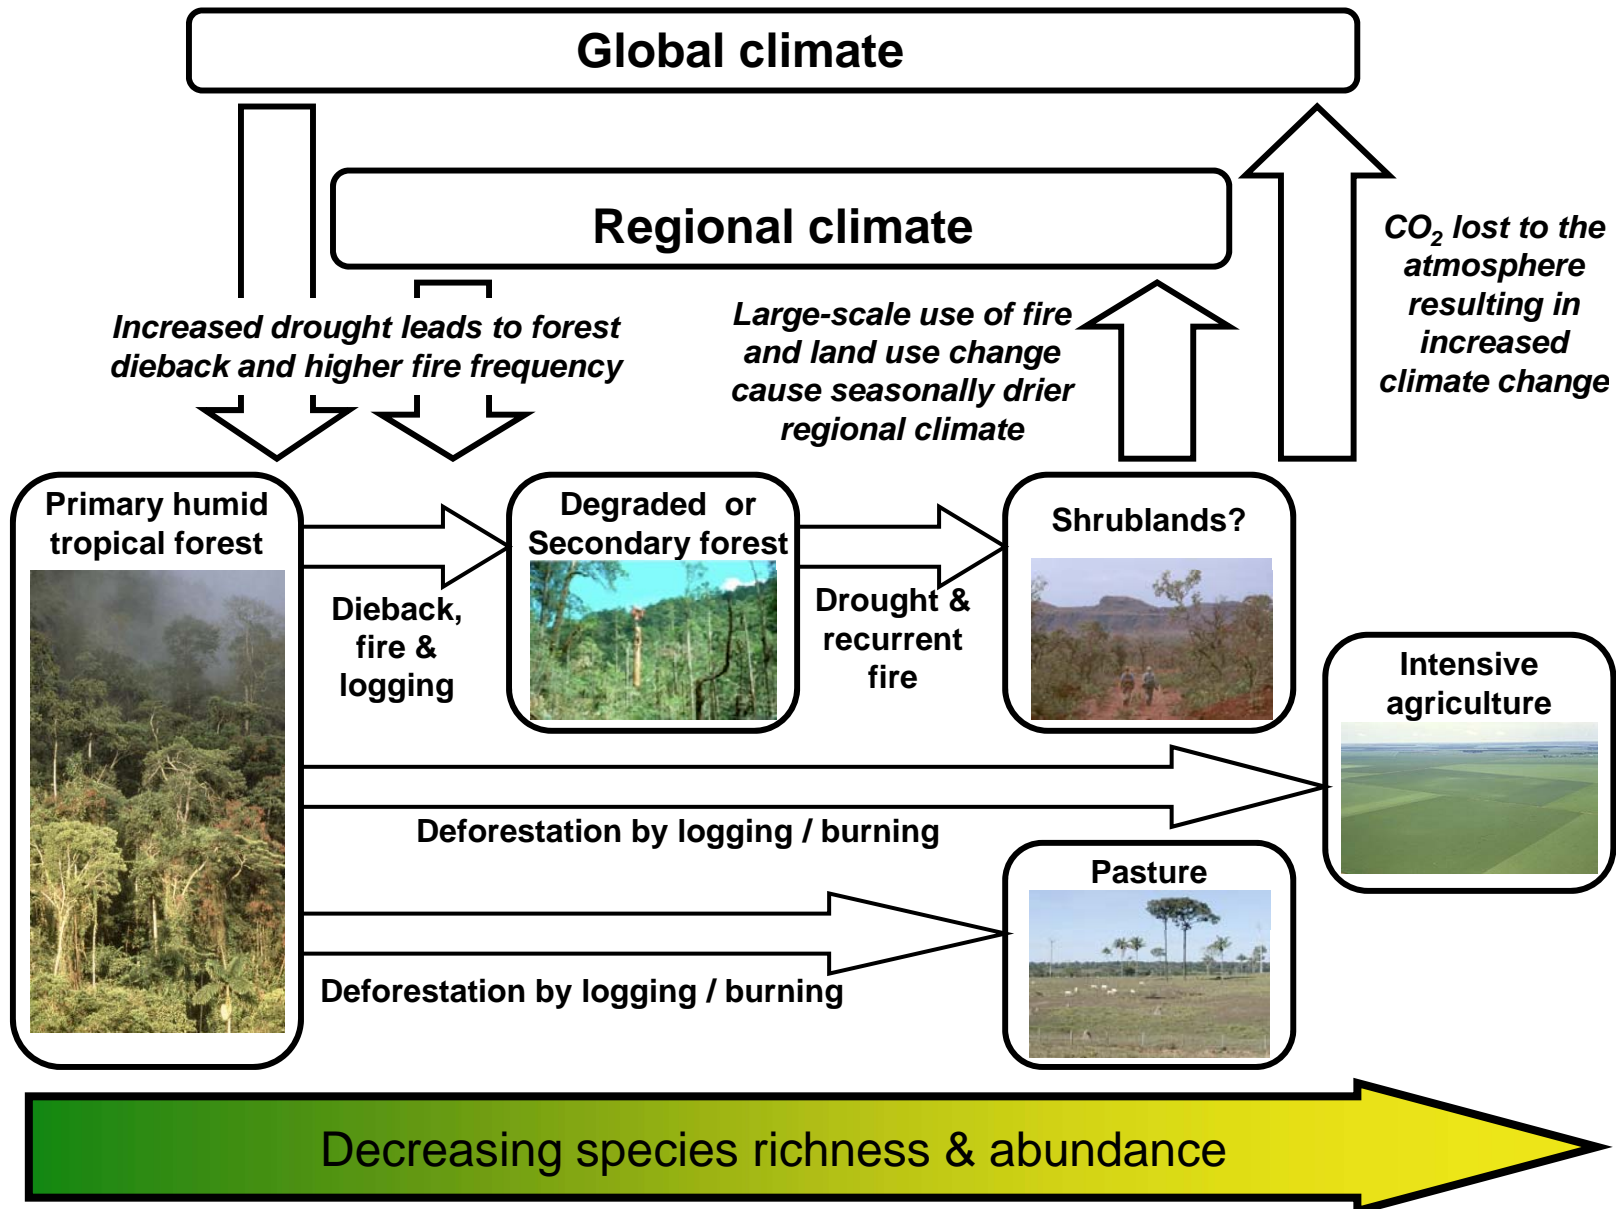 Global climate
Regional climate
CO₂ lost to the
atmosphere
resulting in
increased
climate change
Increased drought leads to forest
dieback and higher fire frequency
Large-scale use of fire
and land use change
cause seasonally drier
regional climate
Primary humid
tropical forest
Dieback,
fire &
logging
Degraded or
Secondary forest
Drought &
recurrent
fire
Shrublands?
Intensive
agriculture
Deforestation by logging / burning
Pasture
Deforestation by logging / burning
Decreasing species richness & abundance